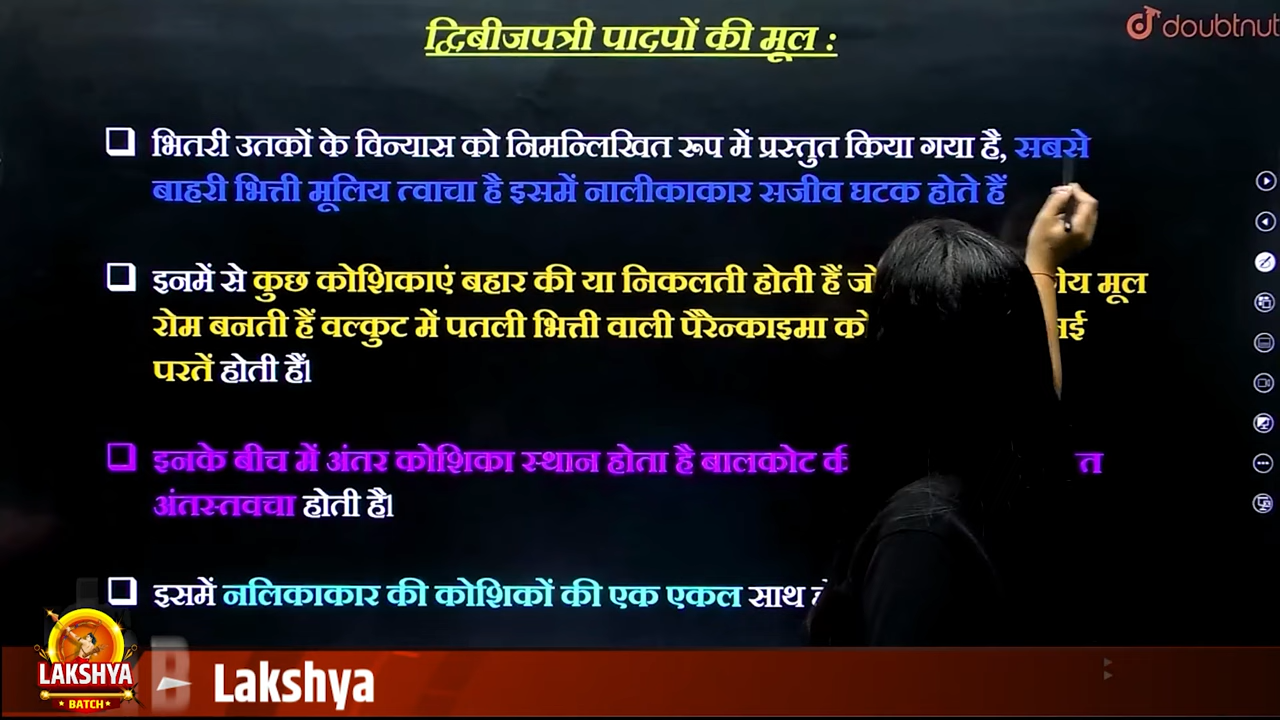 द्विबीजपत्री पादपों की मूल :
doubtnut
भितरी उतकों के विन्यास को निमन्लिखित रूप में प्रस्तुत किया गया है, सबसे
बाहरी भित्ती मूलिय त्वाचा है इसमें नालीकाकार सजीव घटक होते हैं
इनमें से कुछ कोशिकाएं बहार की या निकलती होती हैं जो मूल
रोम बनती हैं वल्कुट में पतली भित्ती वाली पैरेन्काइमा
परतें होती हैं।
इनके बीच में अंतर कोशिका स्थान होता है बालकोट
अंतस्तवचा होती है।
इसमें नलिकाकार की कोशिकों की एक एकल साथ
LAKSHYA
BATCH
Lakshya